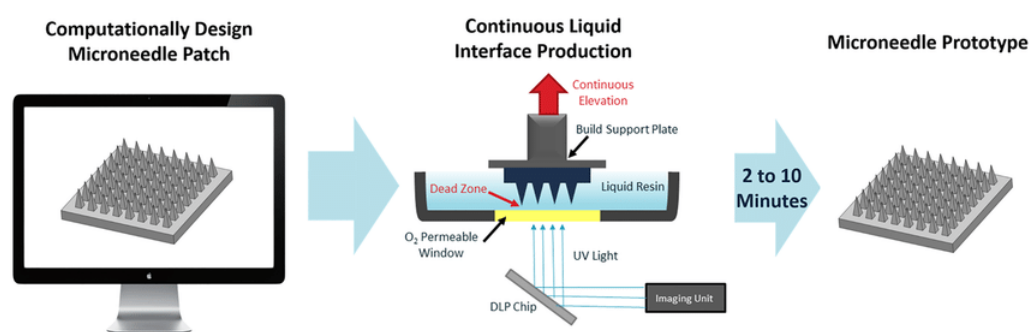 Computationally Design
Microneedle Patch
Continuous Liquid
Interface Production
Microneedle Prototype
Continuous
Elevation
Build Support Plate
Dead Zone
Liquid Resin
2 to 10
Minutes
O₂ Permeable
Window
UV Light
DLP Chip
Imaging Unit